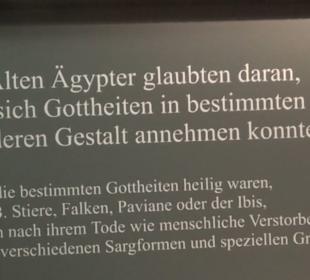 Alten Ägypter glaubten daran,
sich Gottheiten in bestimmten
deren Gestalt annehmen konnte
die bestimmten Gottheiten heilig waren,
B. Stiere, Falken, Paviane oder der Ibis,
nach ihrem Tode wie menschliche Verstorbe
verschiedenen Sargformen und speziellen Gr